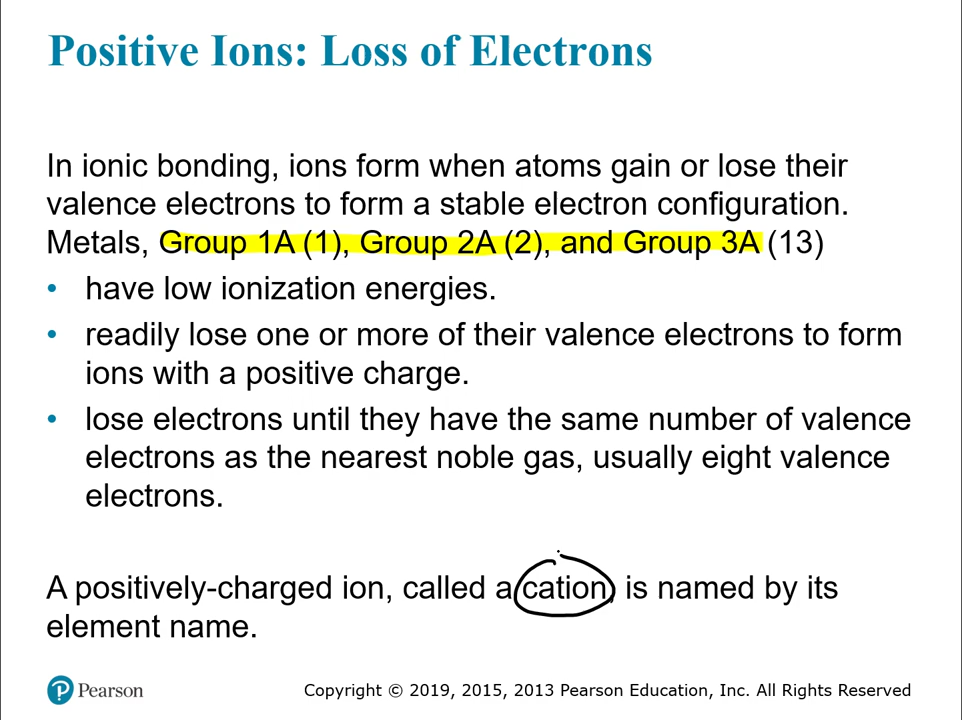 Positive Ions: Loss of Electrons
In ionic bonding, ions form when atoms gain or lose their
valence electrons to form a stable electron configuration.
Metals, Group 1A (1), Group 2A (2), and Group 3A (13)
• have low ionization energies.
• readily lose one or more of their valence electrons to form
ions with a positive charge.
• lose electrons until they have the same number of valence
electrons as the nearest noble gas, usually eight valence
electrons.
A positively-charged ion, called a cation, is named by its
element name.
Pearson
Copyright © 2019, 2015, 2013 Pearson Education, Inc. All Rights Reserved